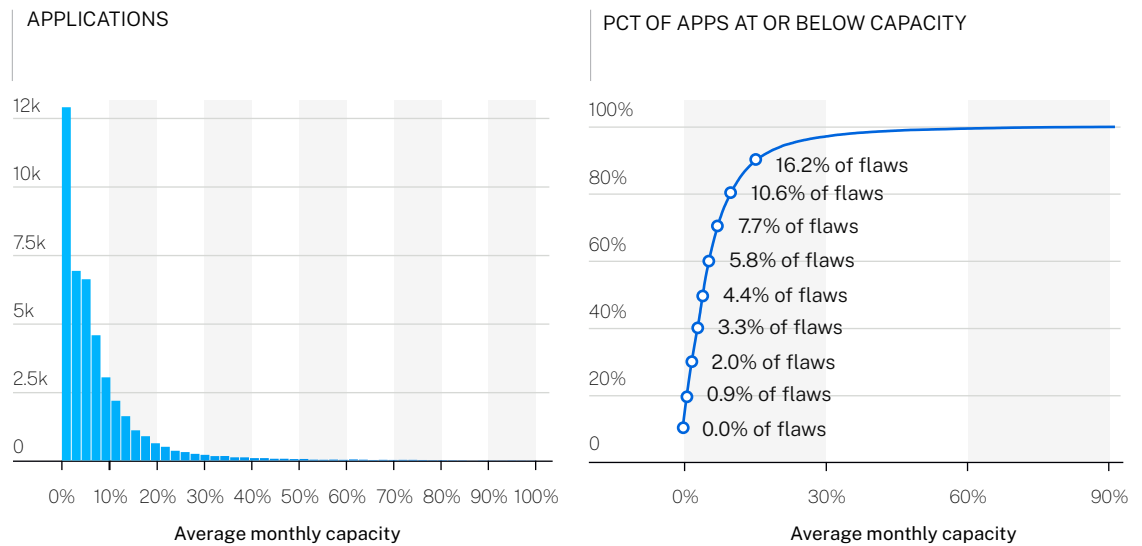 APPLICATIONS
12k
10k
7.5k
5k
2.5k
0
0% 10% 20% 30% 40% 50% 60% 70% 80% 90% 100%
Average monthly capacity
PCT OF APPS AT OR BELOW CAPACITY
100%
80%
60%
40%
20%
0
16.2% of flaws
10.6% of flaws
7.7% of flaws
5.8% of flaws
4.4% of flaws
3.3% of flaws
2.0% of flaws
0.9% of flaws
0.0% of flaws
0% 30% 60% 90%
Average monthly capacity